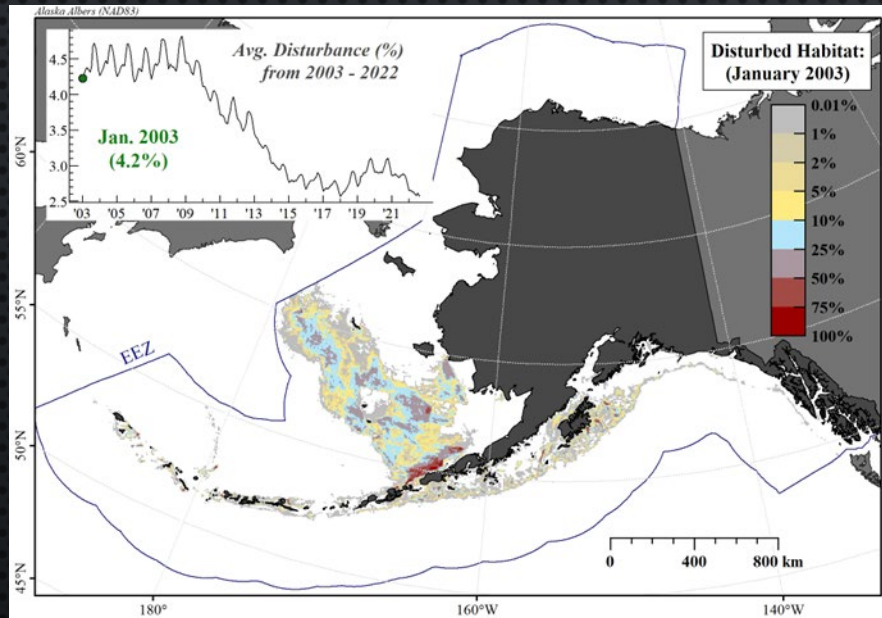 Alaska Albers (NAD83)
Avg. Disturbance (%)
from 2003 - 2022
Jan. 2003
(4.2%)
4.5
4.0
3.5
3.0
2.5
'03 '05 '07 '09 '11 '13 '15 '17 '19 '21
Disturbed Habitat:
(January 2003)
0.01%
1%
2%
5%
10%
25%
50%
75%
100%
60°N
55°N
50°N
45°N
EEZ
0 400 800 km
180° 160°W 140°W